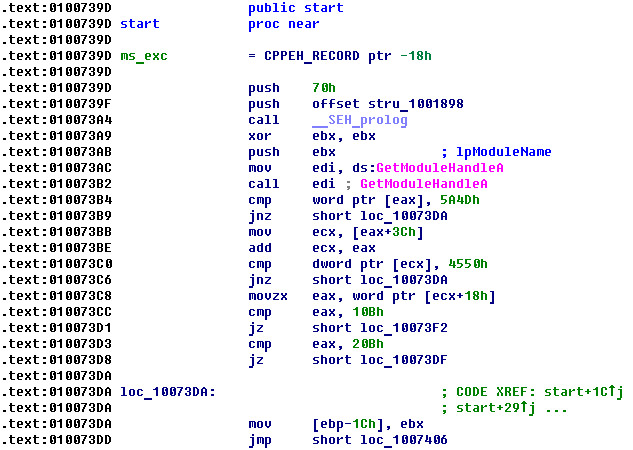 .text:0100739D public start
.text:0100739D start proc near
.text:0100739D
.text:0100739D ms_exc = CPPEH_RECORD ptr -18h
.text:0100739D
.text:0100739D push 70h
.text:0100739F push offset stru_1001898
.text:010073A4 call __SEH_prolog
.text:010073A9 xor ebx, ebx
.text:010073AB push ebx ; lpModuleName
.text:010073AC mov edi, ds:GetModuleHandleA
.text:010073B2 call edi ; GetModuleHandleA
.text:010073B4 cmp word ptr [eax], 5A4Dh
.text:010073B9 jnz short loc_10073DA
.text:010073BB mov ecx, [eax+3Ch]
.text:010073BE add ecx, eax
.text:010073C0 cmp dword ptr [ecx], 4550h
.text:010073C6 jnz short loc_10073DA
.text:010073C8 movzx eax, word ptr [ecx+18h]
.text:010073CC cmp eax, 10Bh
.text:010073D1 jz short loc_10073F2
.text:010073D3 cmp eax, 20Bh
.text:010073D8 jz short loc_10073DF
.text:010073DA
.text:010073DA loc_10073DA: ; CODE XREF: start+1C↑j
.text:010073DA ; start+29↑j ...
.text:010073DA mov [ebp-1Ch], ebx
.text:010073DD jmp short loc_1007406